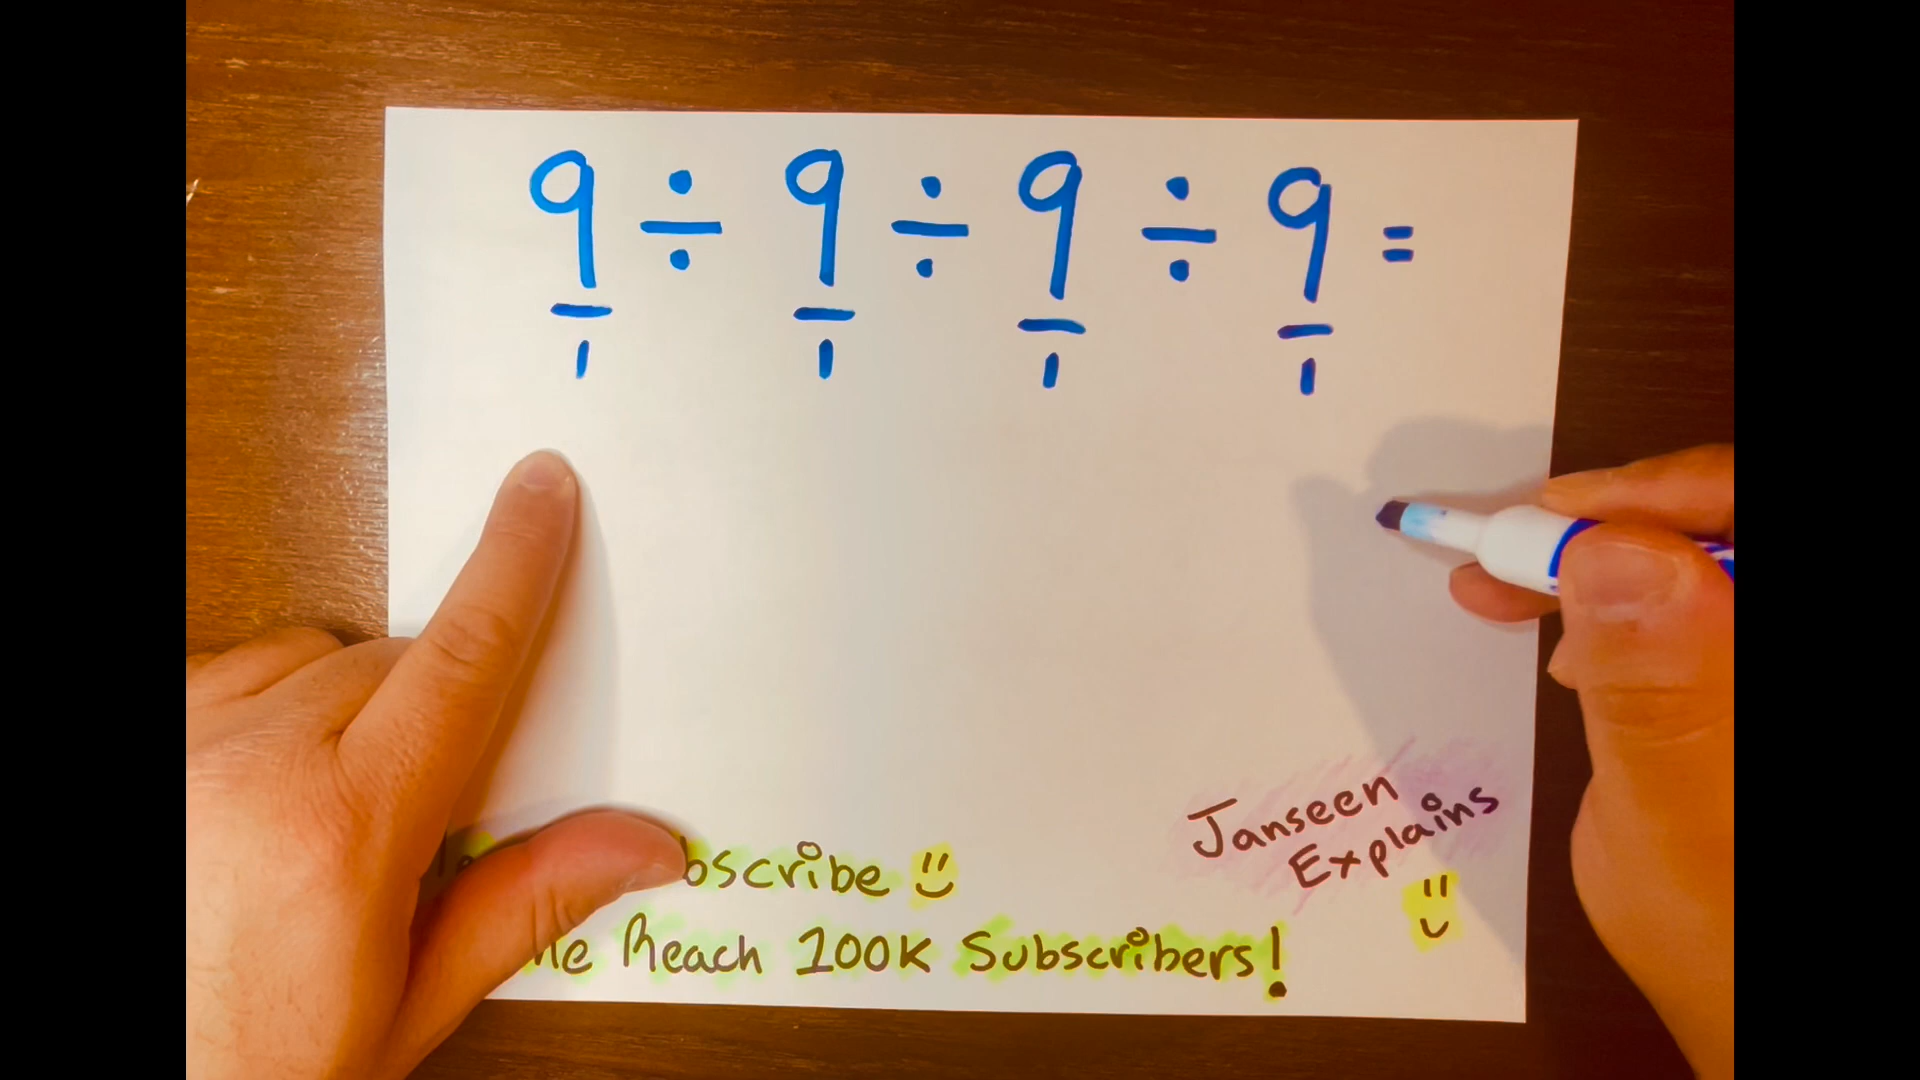 9 ÷ 9 ÷ 9 ÷ 9 =
1 1 1 1
Janseen
Explains
bscribe
Reach 100K Subscribers!